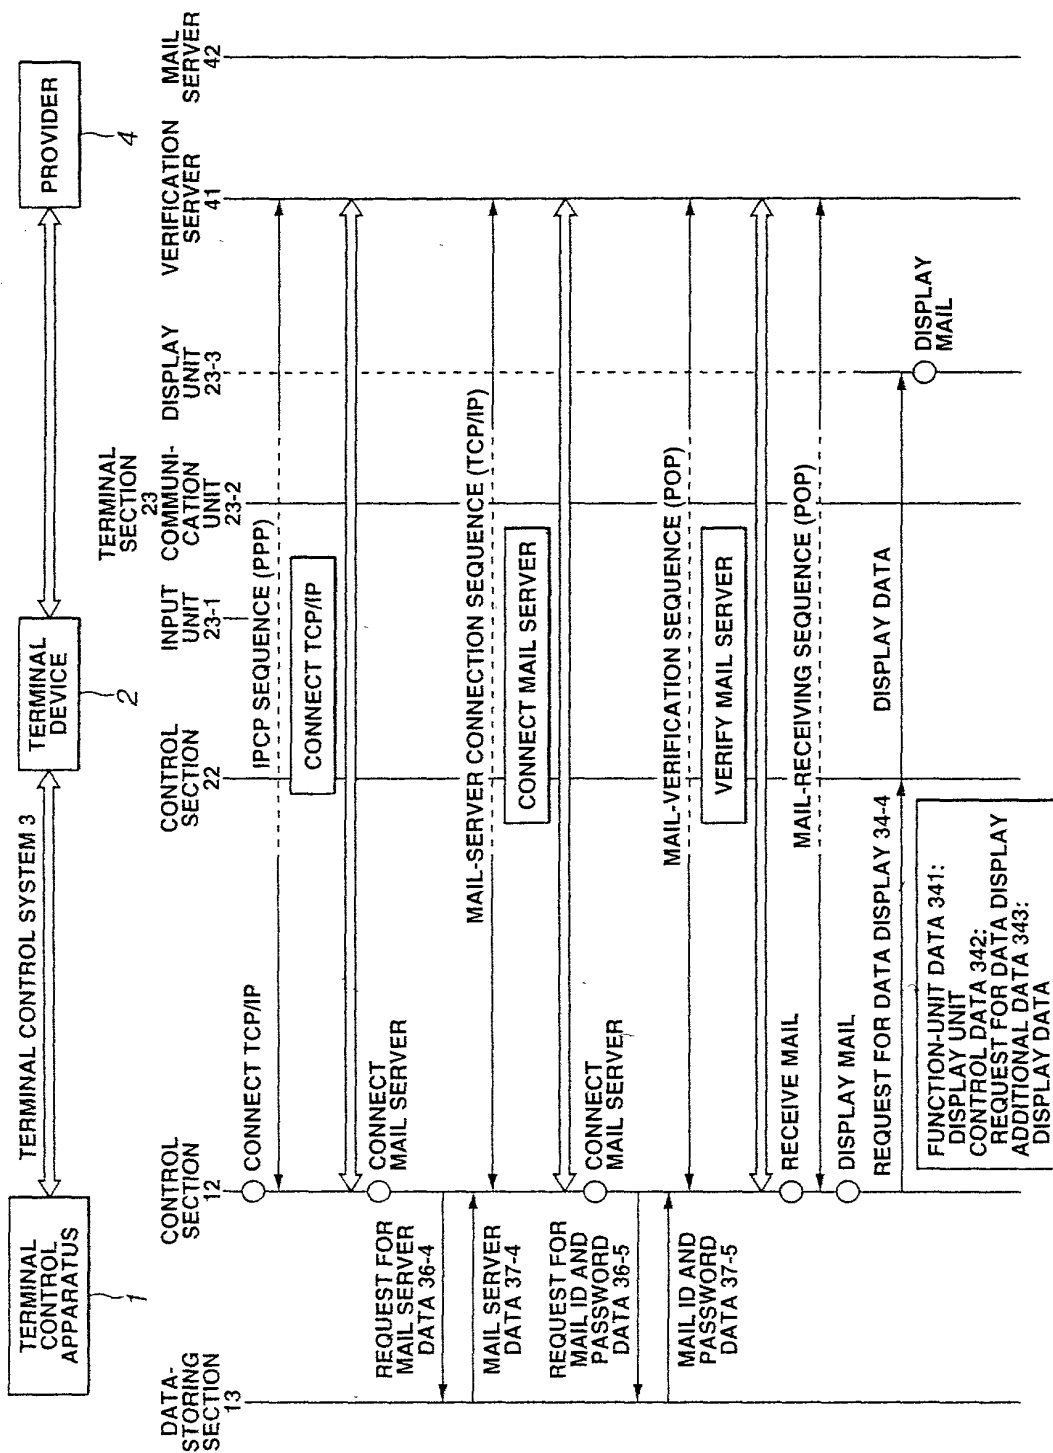 TERMINAL
CONTROL
APPARATUS
1
TERMINAL CONTROL SYSTEM 3
TERMINAL
DEVICE
2
PROVIDER
4
DATA-
STORING
SECTION
13
CONTROL
SECTION
12
CONTROL
SECTION
22
TERMINAL
SECTION
23
INPUT
UNIT
23-1
COMMUNI-
CATION
UNIT
23-2
DISPLAY
UNIT
23-3
VERIFICATION
SERVER
41
MAIL
SERVER
42
CONNECT TCP/IP
IPCP SEQUENCE (PPP)
CONNECT TCP/IP
CONNECT
MAIL SERVER
REQUEST FOR
MAIL SERVER
DATA 36-4
MAIL SERVER
DATA 37-4
MAIL-SERVER CONNECTION SEQUENCE (TCP/IP)
CONNECT MAIL SERVER
CONNECT
MAIL SERVER
REQUEST FOR
MAIL ID AND
PASSWORD
DATA 36-5
MAIL ID AND
PASSWORD
DATA 37-5
MAIL-VERIFICATION SEQUENCE (POP)
VERIFY MAIL SERVER
RECEIVE MAIL
MAIL-RECEIVING SEQUENCE (POP)
DISPLAY MAIL
REQUEST FOR DATA DISPLAY 34-4
DISPLAY DATA
DISPLAY
MAIL
FUNCTION-UNIT DATA 341:
DISPLAY UNIT
CONTROL DATA 342:
REQUEST FOR DATA DISPLAY
ADDITIONAL DATA 343:
DISPLAY DATA